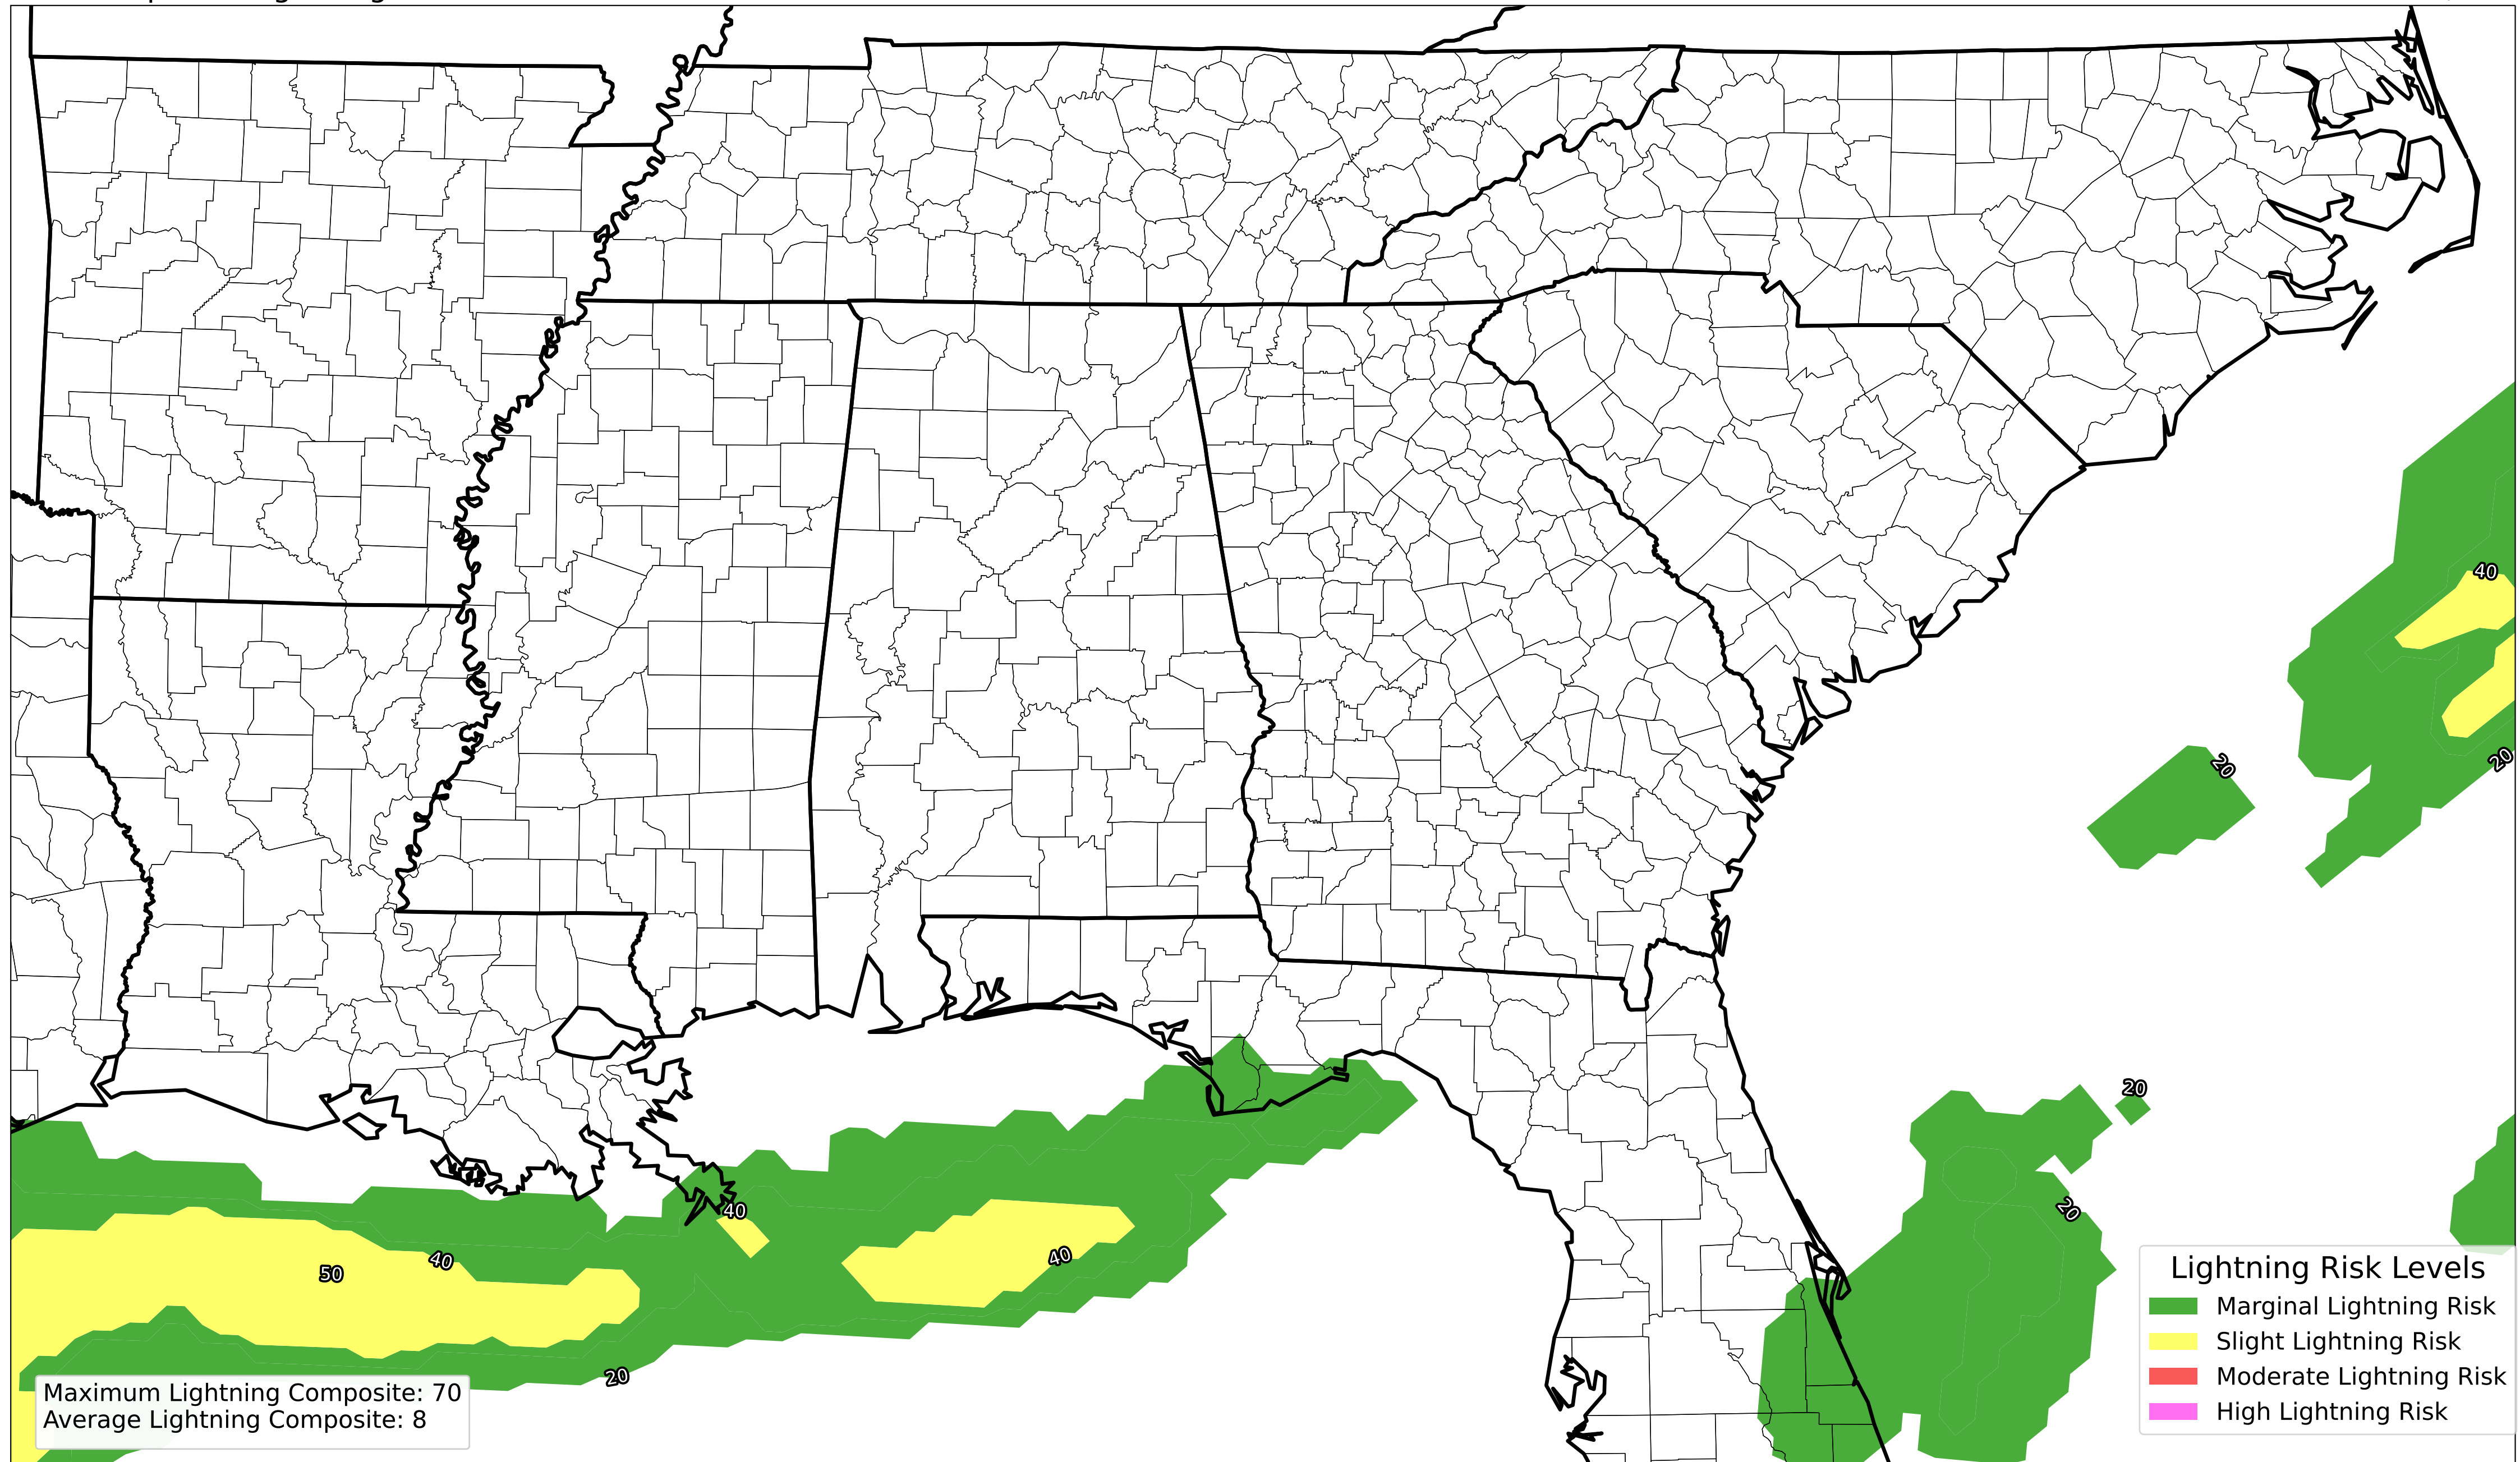 40
20
20
20
20
40
40
40
50
20
Lightning Risk Levels
Marginal Lightning Risk
Slight Lightning Risk
Moderate Lightning Risk
High Lightning Risk
Maximum Lightning Composite: 70
Average Lightning Composite: 8